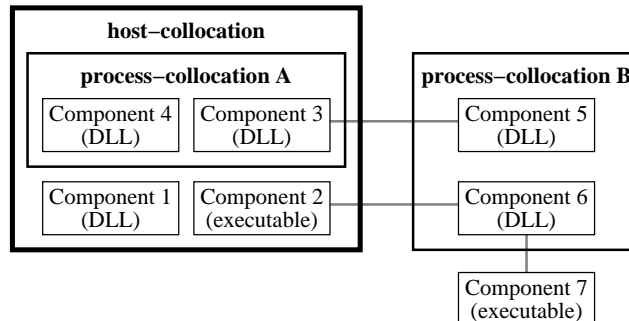 host−collocation
process−collocation A
process−collocation B
Component 4
(DLL)
Component 3
(DLL)
Component 5
(DLL)
Component 1
(DLL)
Component 2
(executable)
Component 6
(DLL)
Component 7
(executable)